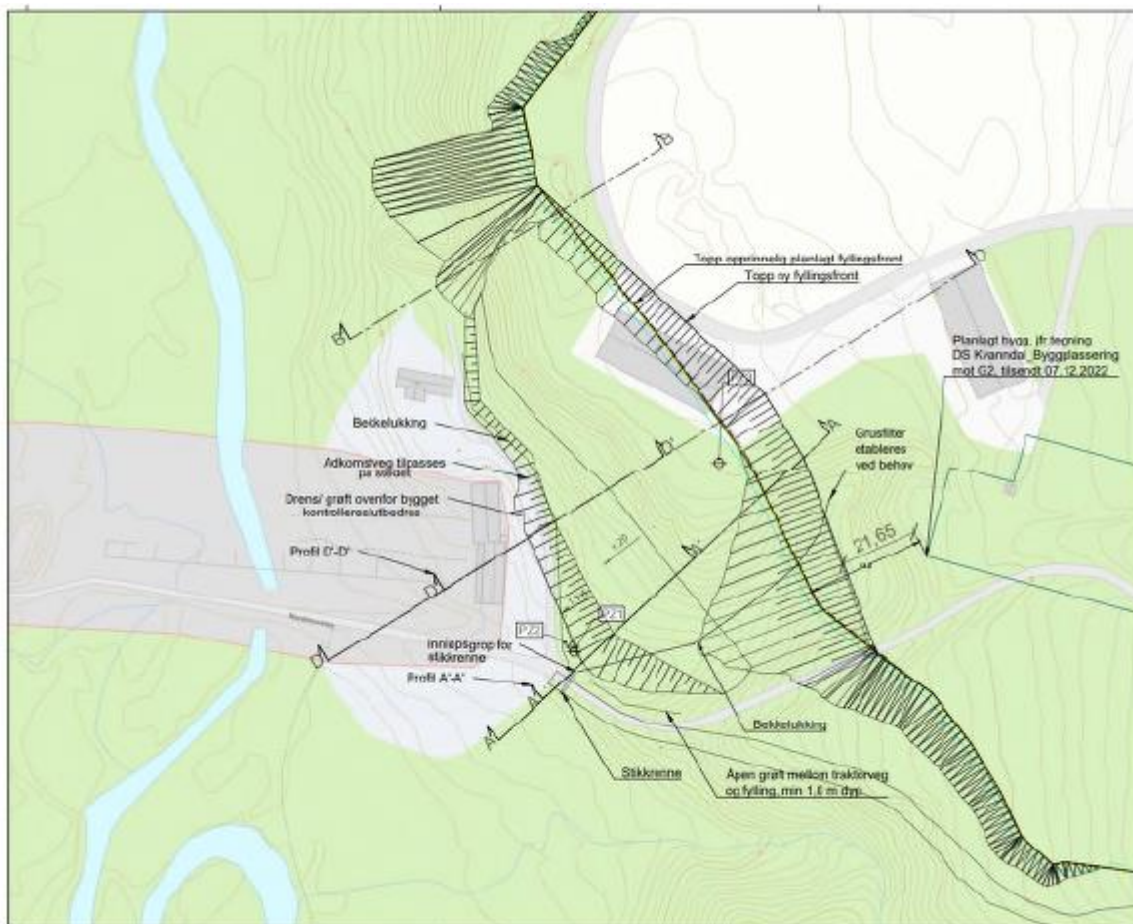 B
Topp opprinnelig planlagt fyllingsfront
Topp ny fyllingsfront
D
B
Planlagt bygg, jfr tegning
DS Kvanndal_Byggplassering
mot G2, tilsendt 07.12.2022
A
Bekkelukking
D'
Grusfilter
etableres
ved behov
Adkomstveg tilpasses
på stedet
Drens/ grøft ovenfor bygget
kontrolleres/utbedres
21,65
Profil D'-D'
D'
P21
P22
Innløpsgrop for
stikkrenne
D
Profil A'-A'
A'
A
Bekkelukking
Stikkrenne
Åpen grøft mellom traktorveg
og fylling, min 1,0 m dyp